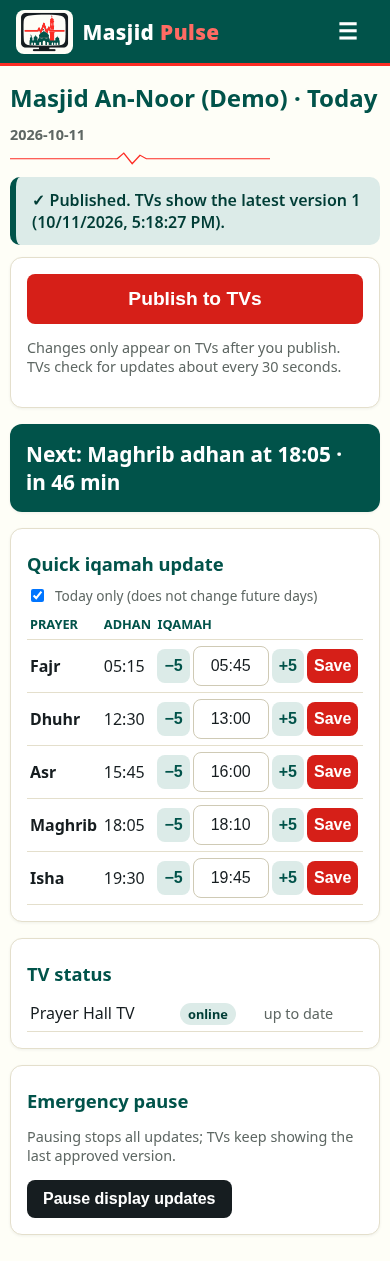 Masjid Pulse
☰
Masjid An-Noor (Demo) · Today
2026-10-11
✓ Published. TVs show the latest version 1
(10/11/2026, 5:18:27 PM).
Publish to TVs
Changes only appear on TVs after you publish.
TVs check for updates about every 30 seconds.
Next: Maghrib adhan at 18:05 ·
in 46 min
Quick iqamah update
Today only (does not change future days)
PRAYER ADHAN IQAMAH
Fajr 05:15 −5 05:45 +5 Save
Dhuhr 12:30 −5 13:00 +5 Save
Asr 15:45 −5 16:00 +5 Save
Maghrib 18:05 −5 18:10 +5 Save
Isha 19:30 −5 19:45 +5 Save
TV status
Prayer Hall TV online up to date
Emergency pause
Pausing stops all updates; TVs keep showing the
last approved version.
Pause display updates